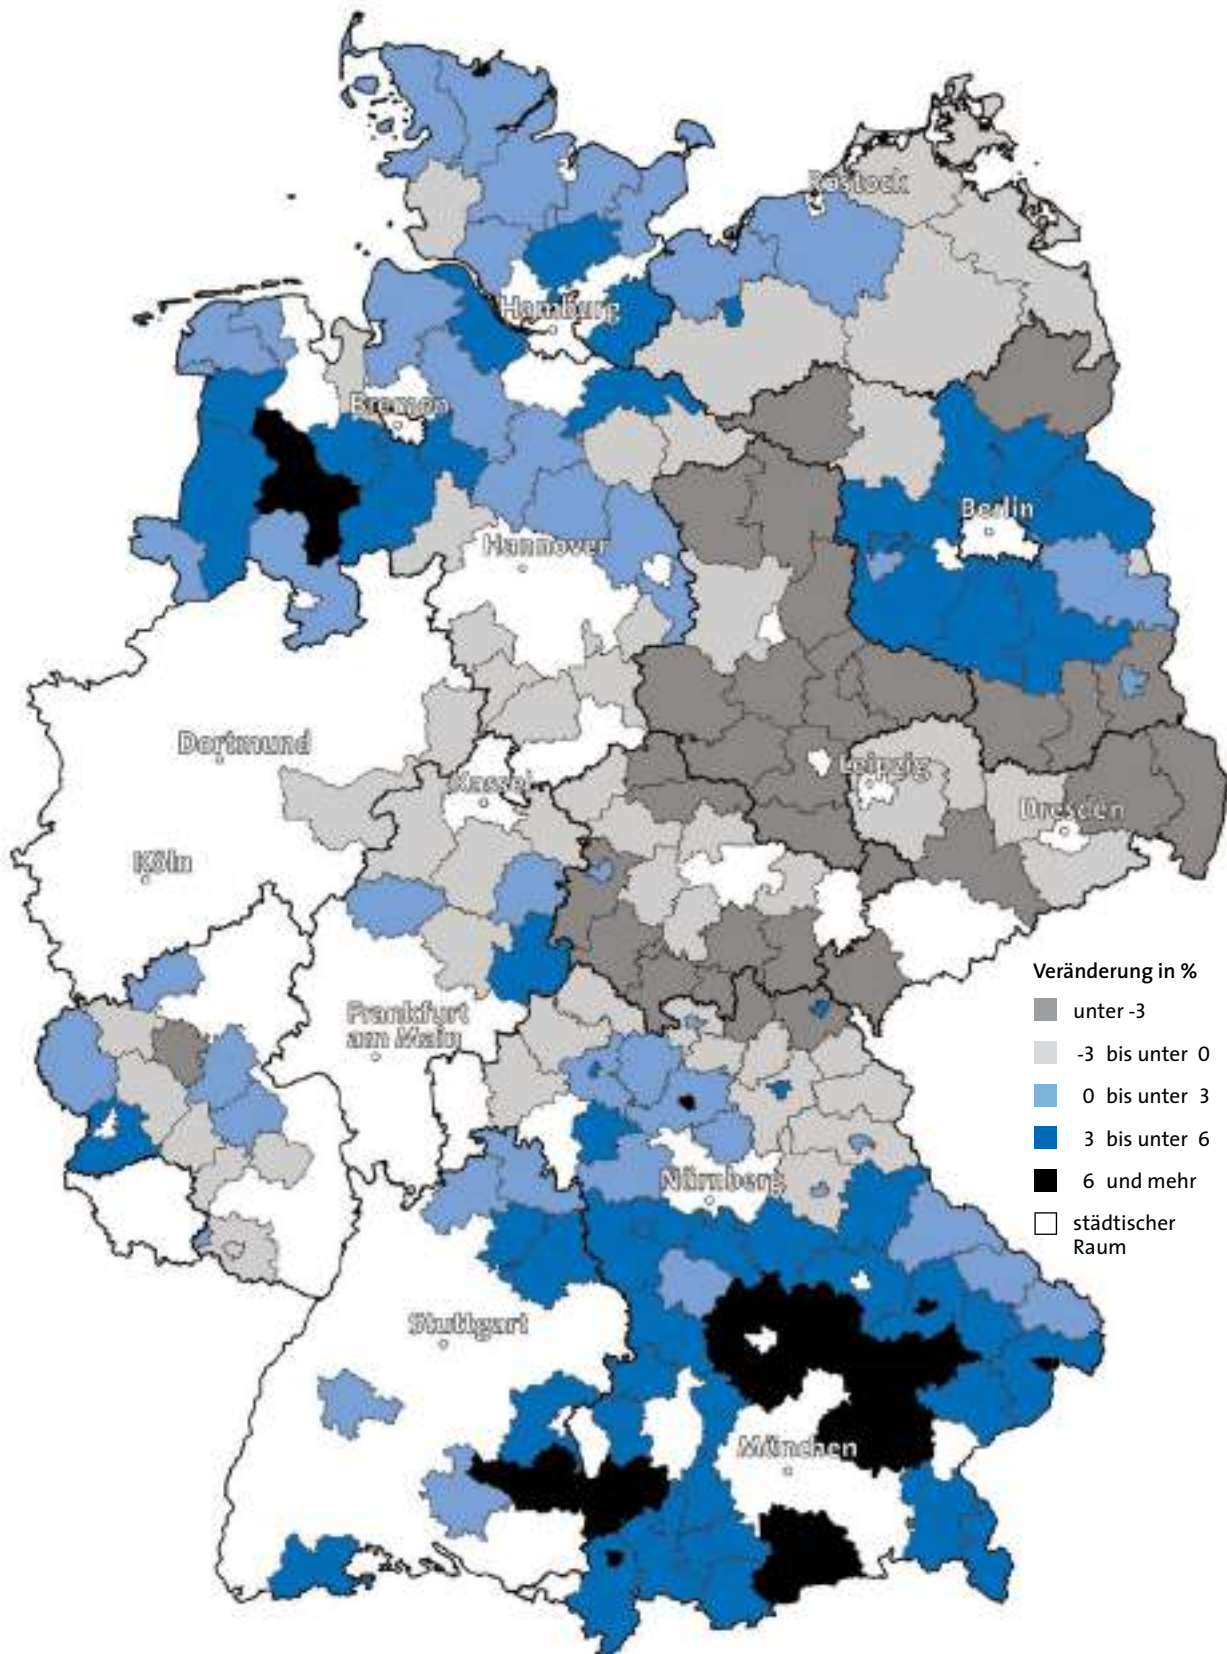 Rostock
Hamburg
Bremen
Berlin
Hannover
Dortmund
Leipzig
Kassel
Dresden
Köln
Veränderung in %
unter -3
-3 bis unter 0
0 bis unter 3
3 bis unter 6
6 und mehr
städtischer
Raum
Frankfurt
am Main
Nürnberg
Stuttgart
München